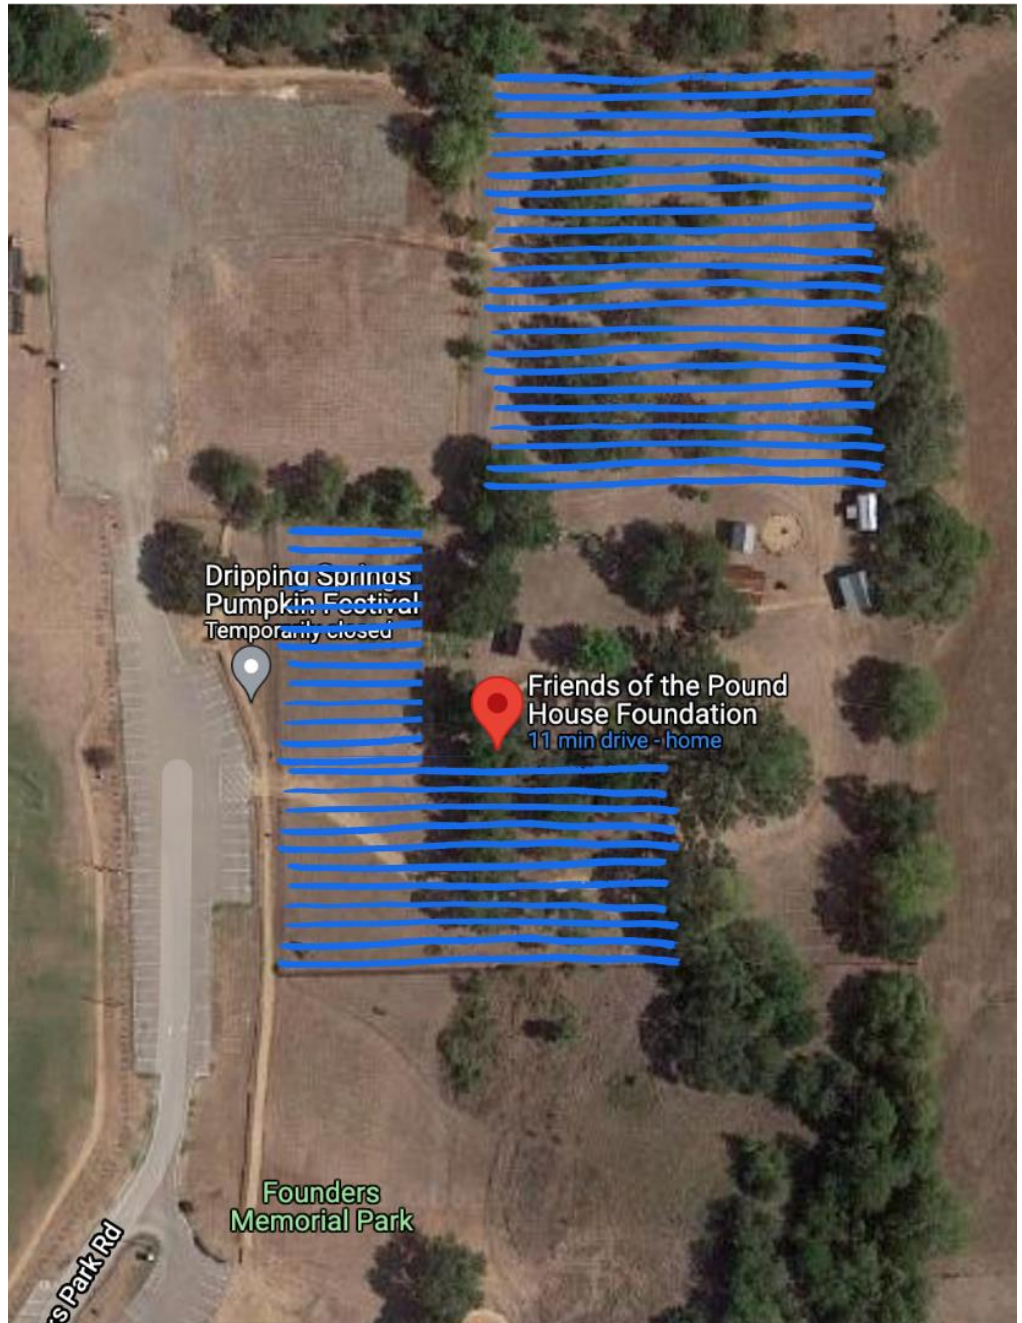 Dripping Springs
Pumpkin Festival
Temporarily closed
Friends of the Pound
House Foundation
11 min drive - home
Founders
Memorial Park
Park Rd